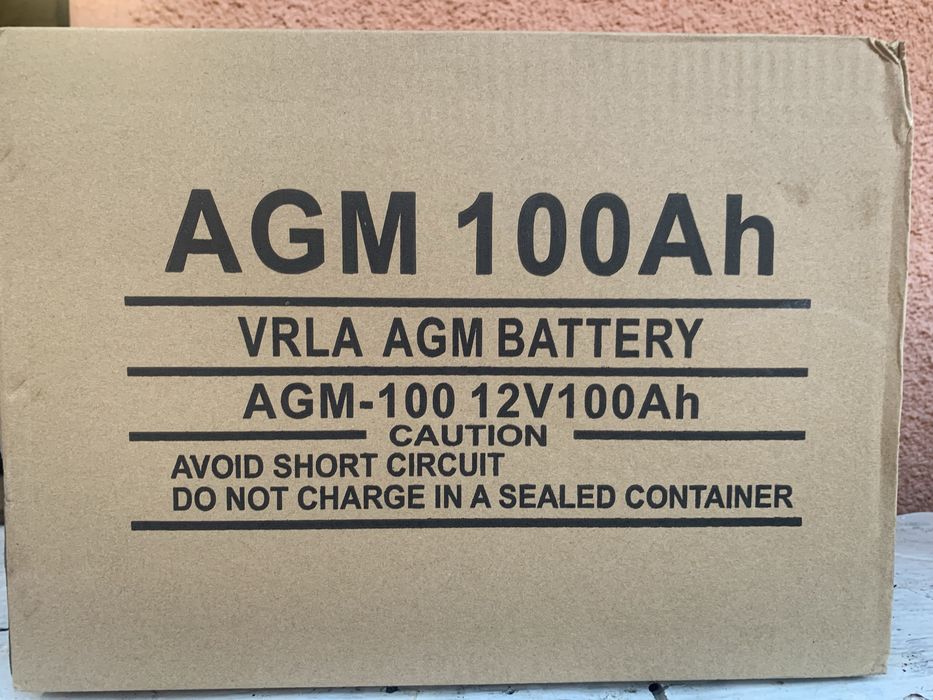 AGM 100Ah
VRLA AGM BATTERY
AGM-100 12V100Ah
CAUTION
AVOID SHORT CIRCUIT
DO NOT CHARGE IN A SEALED CONTAINER